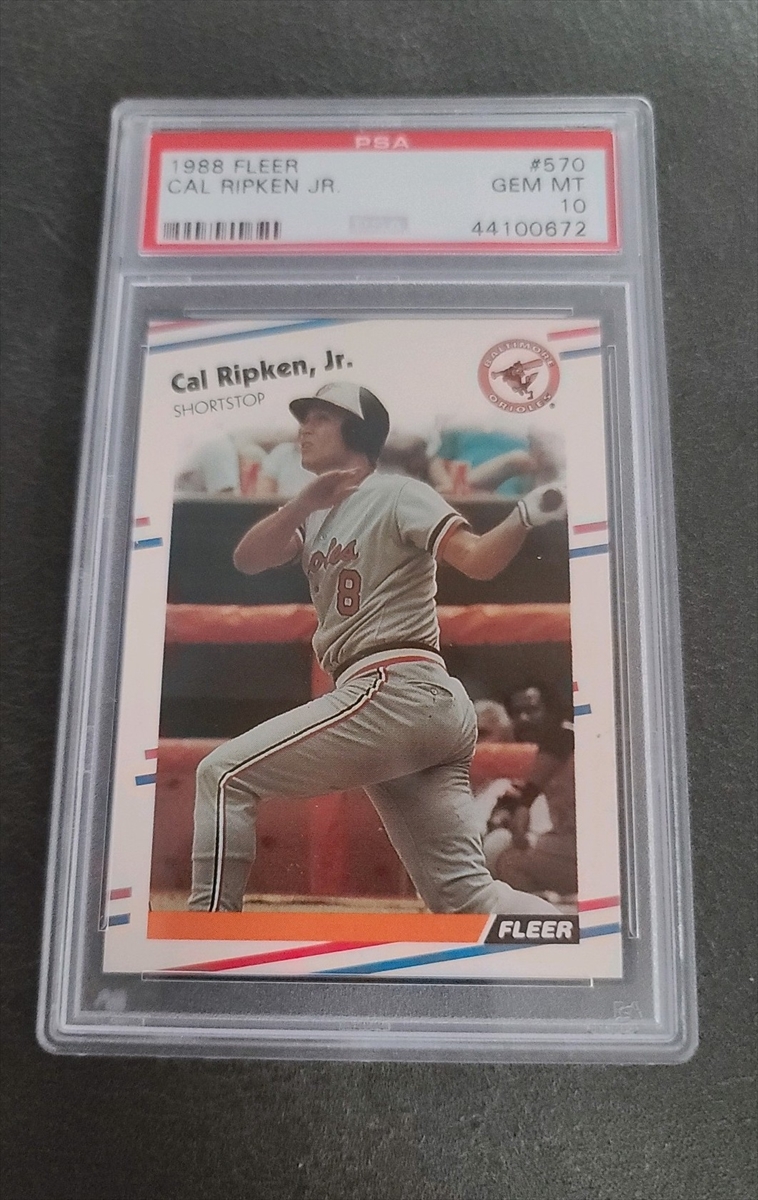 PSA
1988 FLEER #570
CAL RIPKEN JR. GEM MT
10
44100672
Cal Ripken, Jr.
SHORTSTOP
BALTIMORE
ORIOLES
oles
8
FLEER